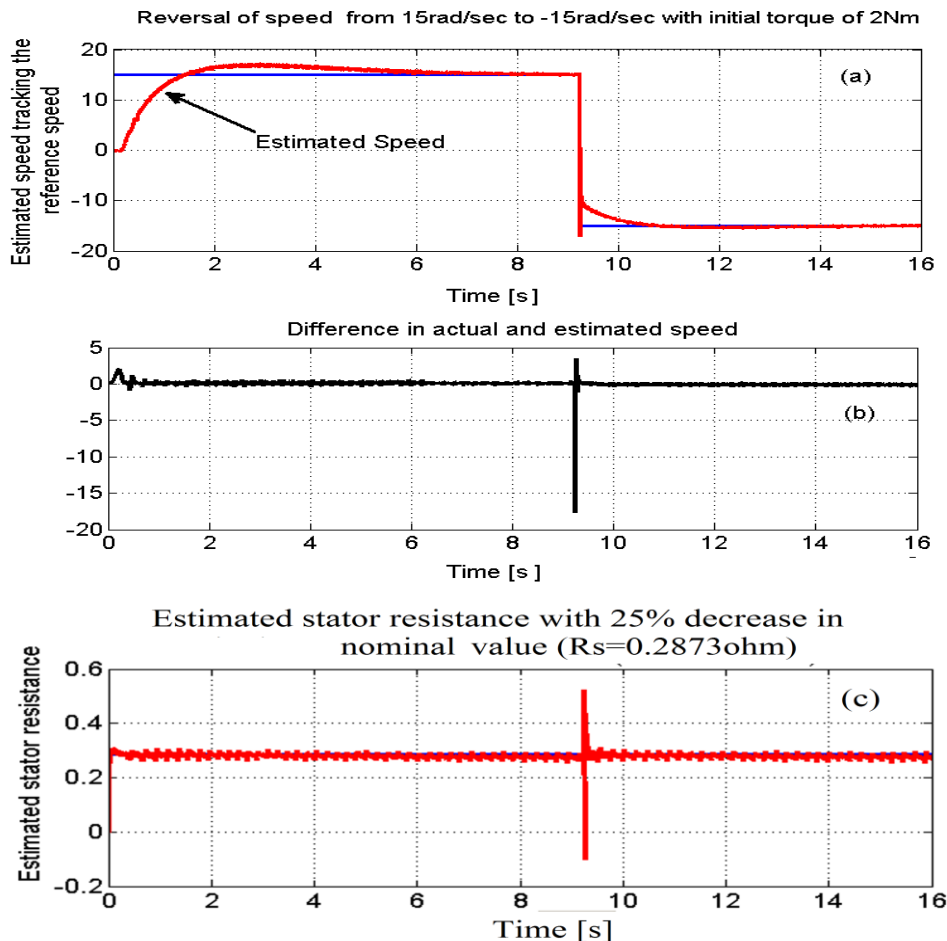 Reversal of speed from 15rad/sec to -15rad/sec with initial torque of 2Nm
Estimated speed tracking the
reference speed
20
10
0
-10
-20
(a)
Estimated Speed
0 2 4 6 8 10 12 14 16
Time [s]
Difference in actual and estimated speed
5
0
-5
-10
-15
-20
(b)
0 2 4 6 8 10 12 14 16
Time [s ]
Estimated stator resistance with 25% decrease in
nominal value (Rs=0.2873ohm)
Estimated stator resistance
0.6
0.4
0.2
0
-0.2
(c)
0 2 4 6 8 10 12 14 16
Time [s]